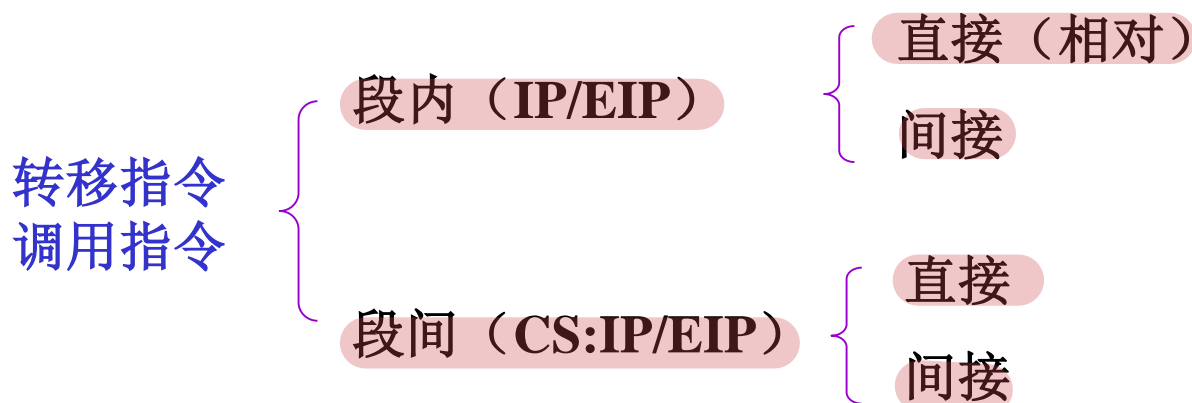 转移指令
调用指令
段内（IP/EIP）
直接（相对）
间接
段间（CS:IP/EIP）
直接
间接